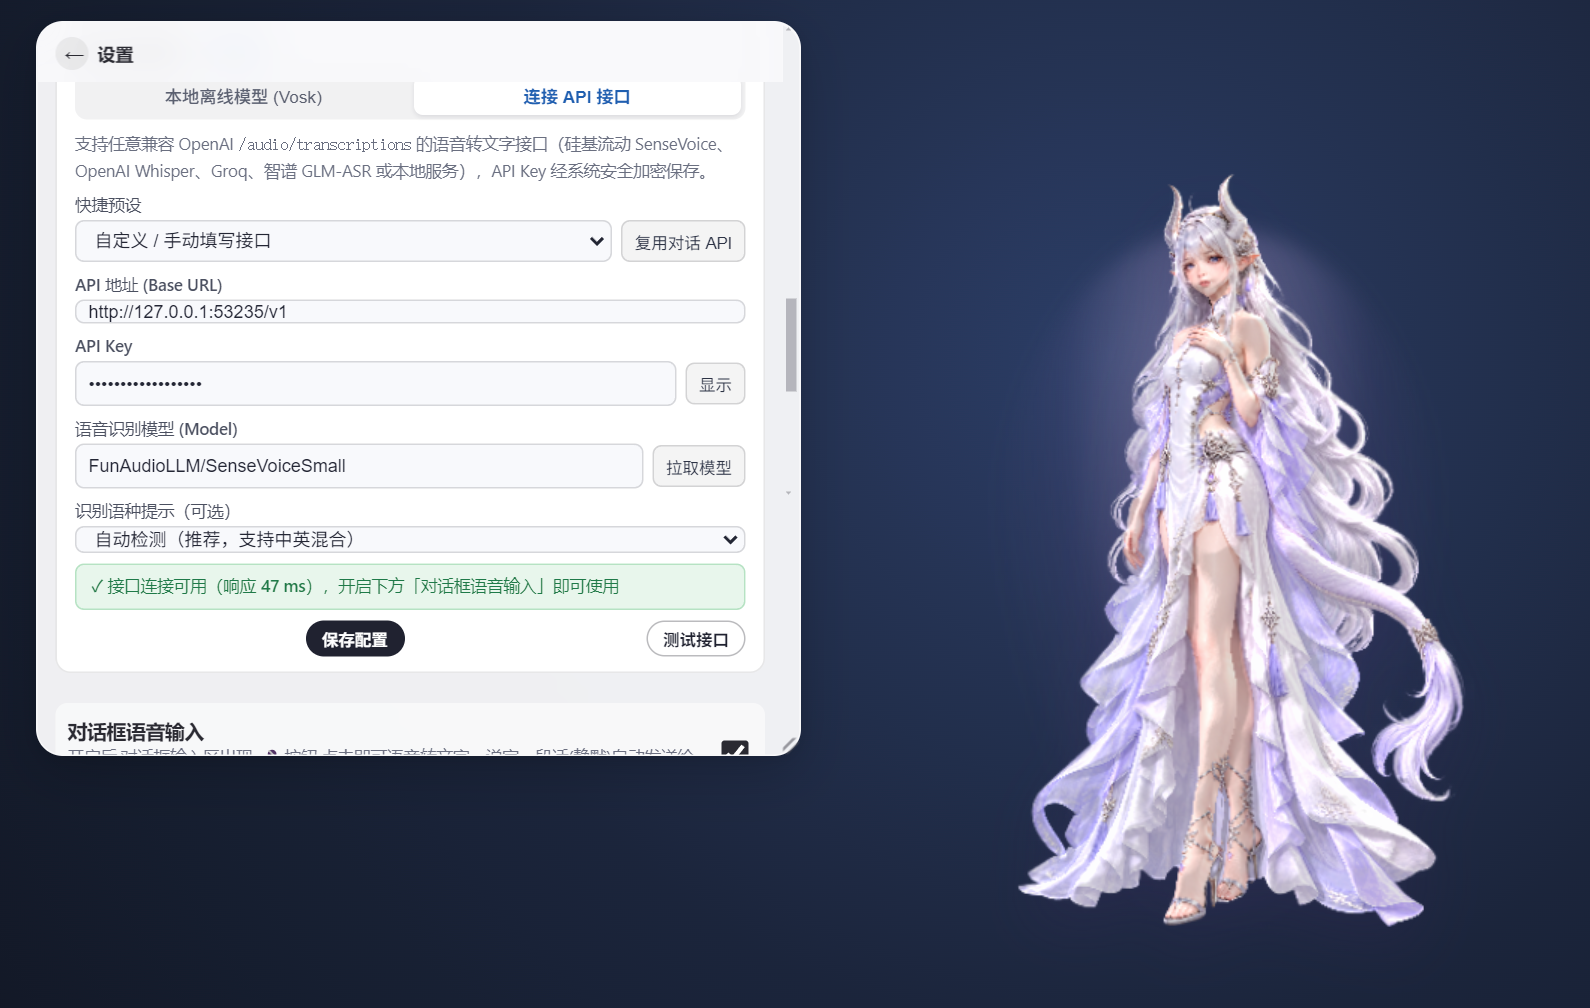 ← 设置
本地离线模型 (Vosk)
连接 API 接口
支持任意兼容 OpenAI /audio/transcriptions 的语音转文字接口（硅基流动 SenseVoice、
OpenAI Whisper、Groq、智谱 GLM-ASR 或本地服务），API Key 经系统安全加密保存。
快捷预设
自定义 / 手动填写接口
复用对话 API
API 地址 (Base URL)
http://127.0.0.1:53235/v1
API Key
••••••••••••••••••
显示
语音识别模型 (Model)
FunAudioLLM/SenseVoiceSmall
拉取模型
识别语种提示（可选）
自动检测（推荐，支持中英混合）
✓ 接口连接可用（响应 47 ms），开启下方「对话框语音输入」即可使用
保存配置
测试接口
对话框语音输入